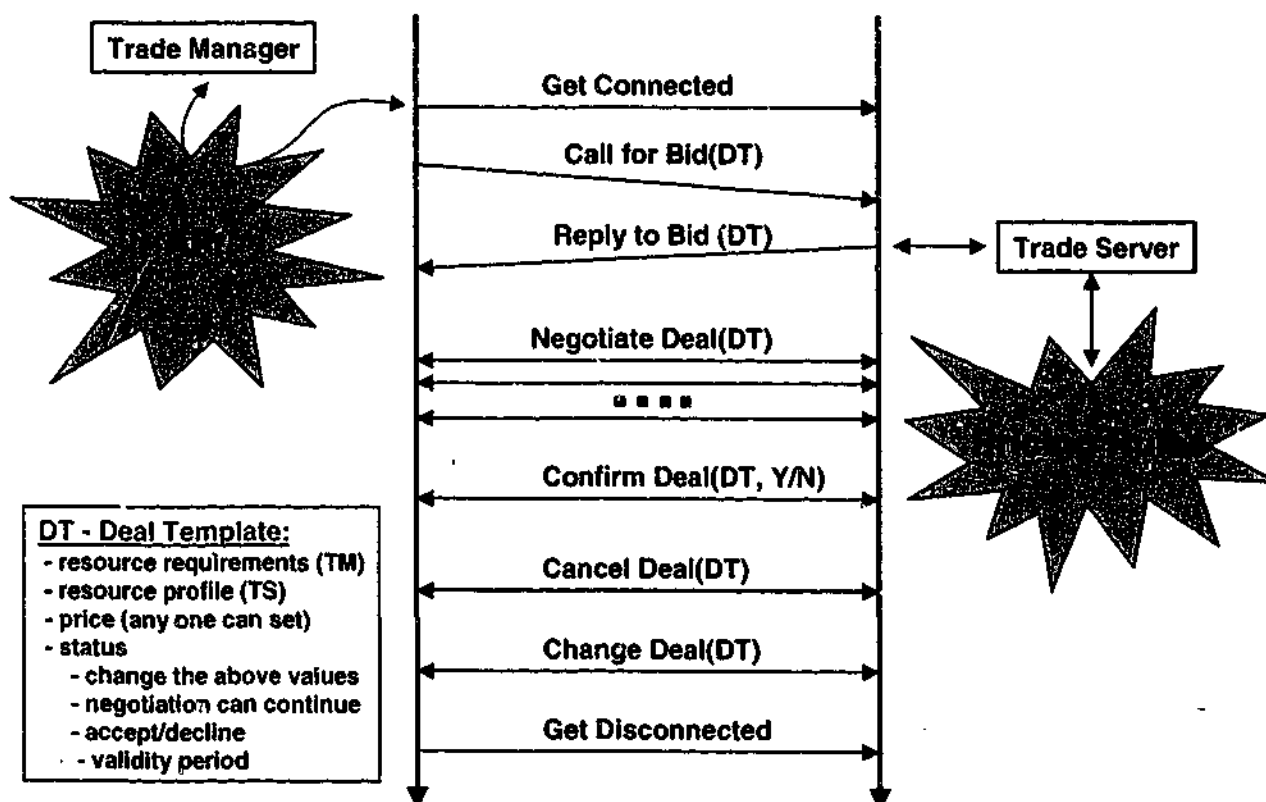 Trade Manager
Get Connected
Call for Bid(DT)
Reply to Bid (DT)
Trade Server
Negotiate Deal(DT)
Confirm Deal(DT, Y/N)
DT - Deal Template:
- resource requirements (TM)
- resource profile (TS)
- price (any one can set)
- status
- change the above values
- negotiation can continue
- accept/decline
- validity period
Cancel Deal(DT)
Change Deal(DT)
Get Disconnected